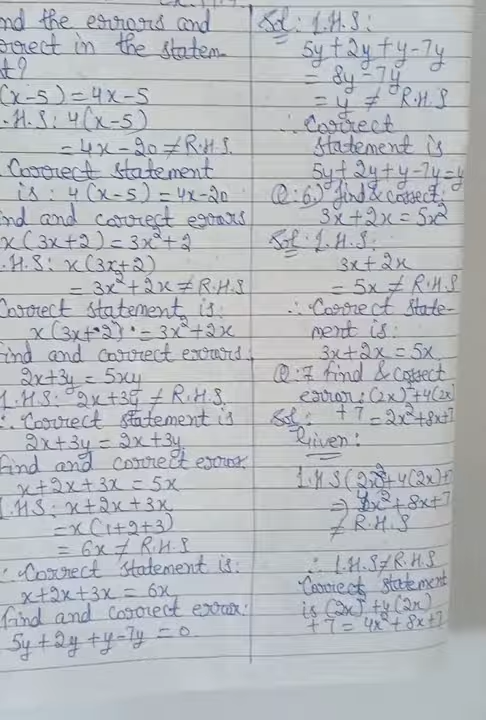 nd the errors and
orrect in the statem-
t?
(x-5) = 4x-5
.H.S: 4(x-5)
= 4x-20 ≠ R.H.S.
Correct statement
is: 4(x-5) = 4x-20
ind and correct errors
x(3x+2) = 3x²+2
.H.S: x(3x+2)
= 3x²+2x ≠ R.H.S
Correct statement is:
x(3x+2) = 3x²+2x
Find and correct errors.
2x+3y = 5xy
L.H.S: 2x+3y ≠ R.H.S.
∴ Correct statement is
2x+3y = 2x+3y
Find and correct error:
x+2x+3x = 5x
L.H.S: x+2x+3x
= x(1+2+3)
= 6x ≠ R.H.S
∴ Correct statement is:
x+2x+3x = 6x
Find and correct error:
5y+2y+y-7y = 0
Sol: L.H.S:
5y+2y+y-7y
= 8y-7y
= y ≠ R.H.S
∴ Correct
statement is
5y+2y+y-7y=y
Q:6) find & correct:
3x+2x = 5x²
Sol: L.H.S:
3x+2x
= 5x ≠ R.H.S
∴ Correct state-
ment is:
3x+2x = 5x
Q:7 find & correct
error: (2x)²+4(2x)
Sol: +7 = 2x²+8x+7
Given:
L.H.S (2x)²+4(2x)+7
⇒ 4x²+8x+7
≠ R.H.S
∴ L.H.S≠R.H.S
Correct statement
is (2x)²+4(2x)
+7 = 4x²+8x+7